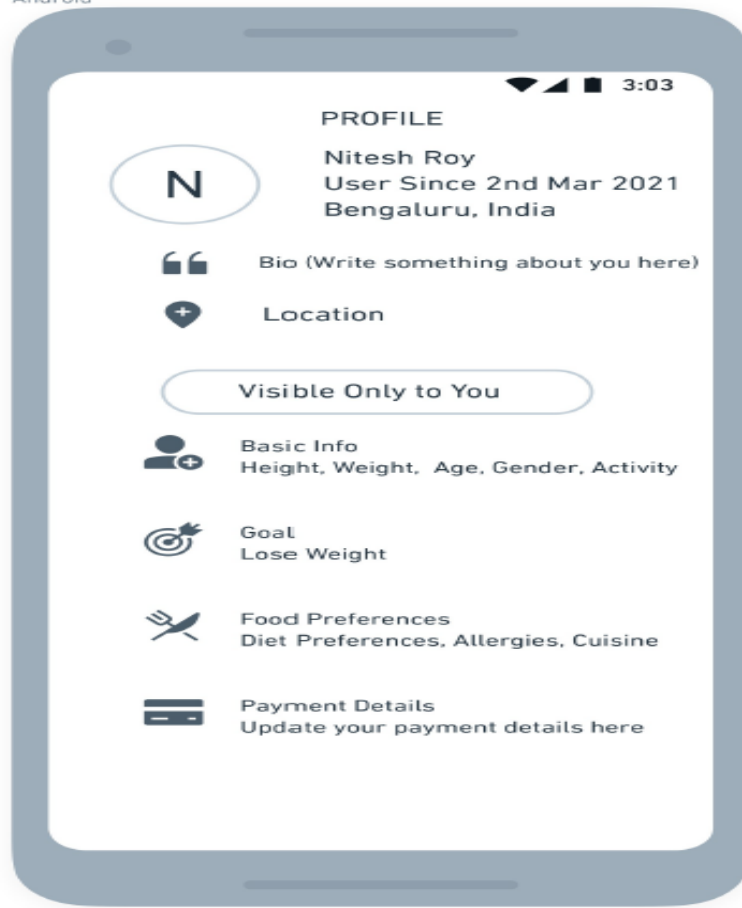 Android
3:03
PROFILE
N
Nitesh Roy
User Since 2nd Mar 2021
Bengaluru, India
Bio (Write something about you here)
Location
Visible Only to You
Basic Info
Height, Weight, Age, Gender, Activity
Goal
Lose Weight
Food Preferences
Diet Preferences, Allergies, Cuisine
Payment Details
Update your payment details here